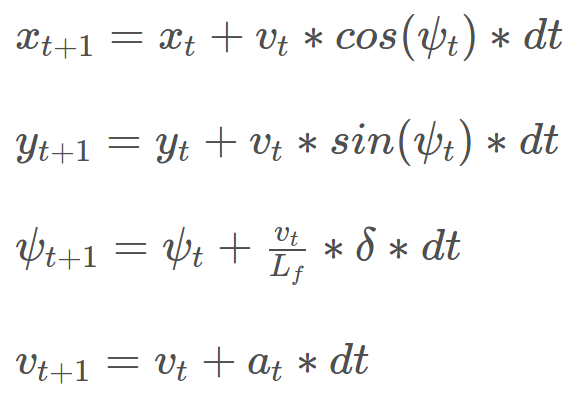 x_{t+1} = x_t + v_t * cos(ψ_t) * dt
y_{t+1} = y_t + v_t * sin(ψ_t) * dt
ψ_{t+1} = ψ_t + \frac{v_t}{L_f} * δ * dt
v_{t+1} = v_t + a_t * dt